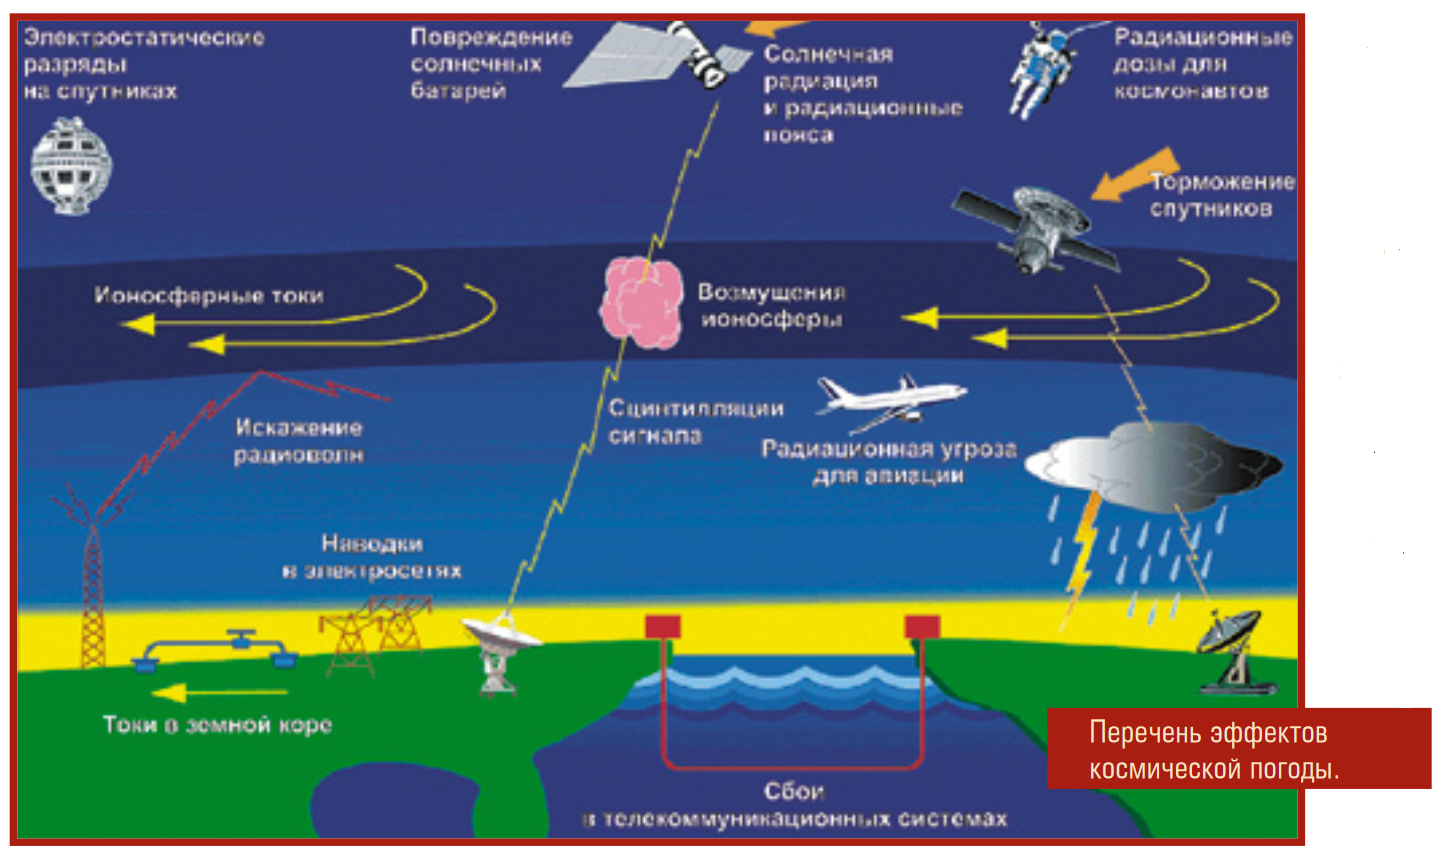 Электростатические
разряды
на спутниках
Повреждение
солнечных
батарей
Солнечная
радиация
и радиационные
пояса
Радиационные
дозы для
космонавтов
Торможение
спутников
Ионосферные токи
Возмущения
ионосферы
Искажение
радиоволн
Сцинтилляции
сигнала
Радиационная угроза
для авиации
Наводки
в электросетях
Токи в земной коре
Сбои
в телекоммуникационных системах
Перечень эффектов
космической погоды.